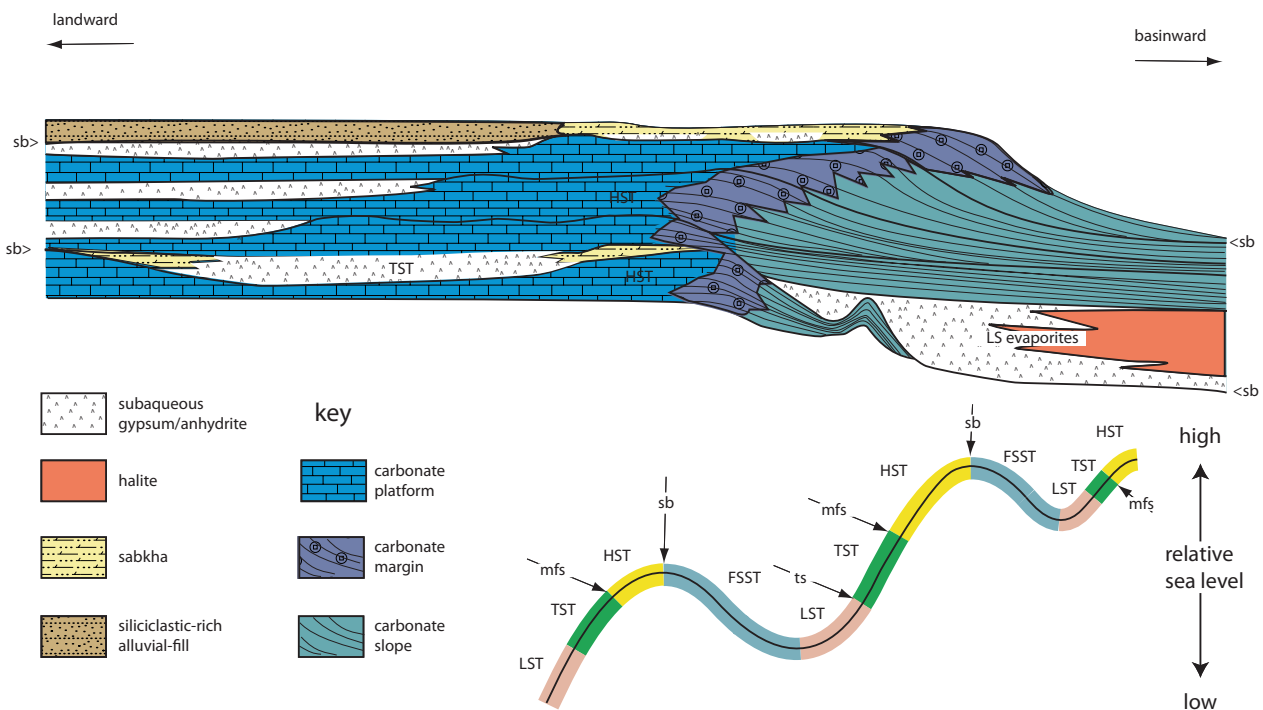 landward
basinward
sb>
HST
sb>
<sb
TST
HST
LS evaporites
<sb
subaqueous
gypsum/anhydrite
key
halite
carbonate
platform
sabkha
carbonate
margin
siliciclastic-rich
alluvial-fill
carbonate
slope
sb
HST
mfs
TST
LST
FSST
sb
HST
mfs
TST
ts
LST
FSST
HST
TST
LST
mfs
high
relative
sea level
low